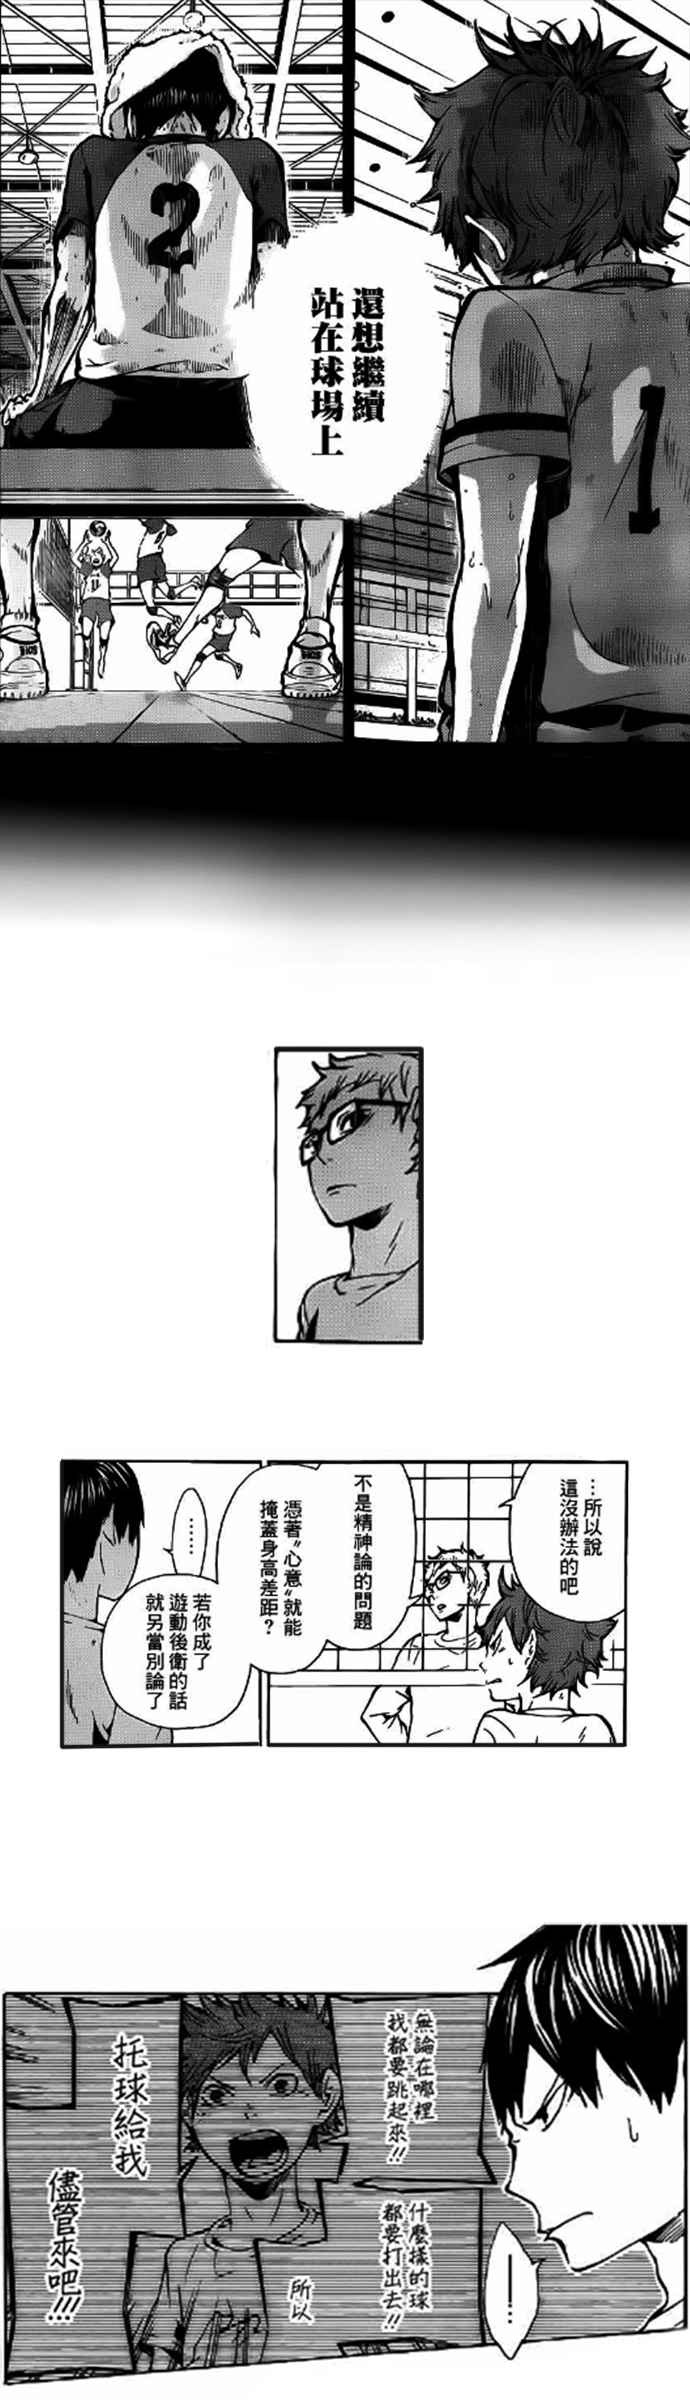 還想繼續
站在球場上
2
1
…所以說
這沒辦法的吧
不是精神論的問題
憑著"心意"就能
掩蓋身高差距?
……
若你成了
遊動後衛的話
就另當別論了
無論在哪裡
我都要跳起來!!
什麼樣的球
都要打出去!!
所以
托球給我
儘管來吧!!!
……